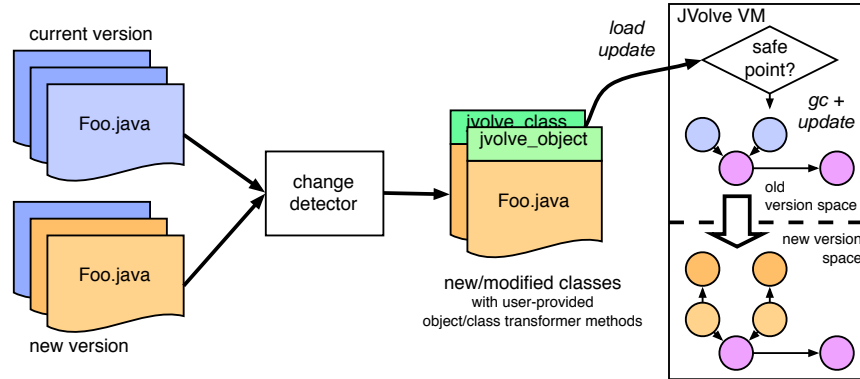 current version
Foo.java
Foo.java
new version
change
detector
jvolve_class
jvolve_object
Foo.java
new/modified classes
with user-provided
object/class transformer methods
load
update
JVolve VM
safe
point?
gc +
update
old
version space
new version
space